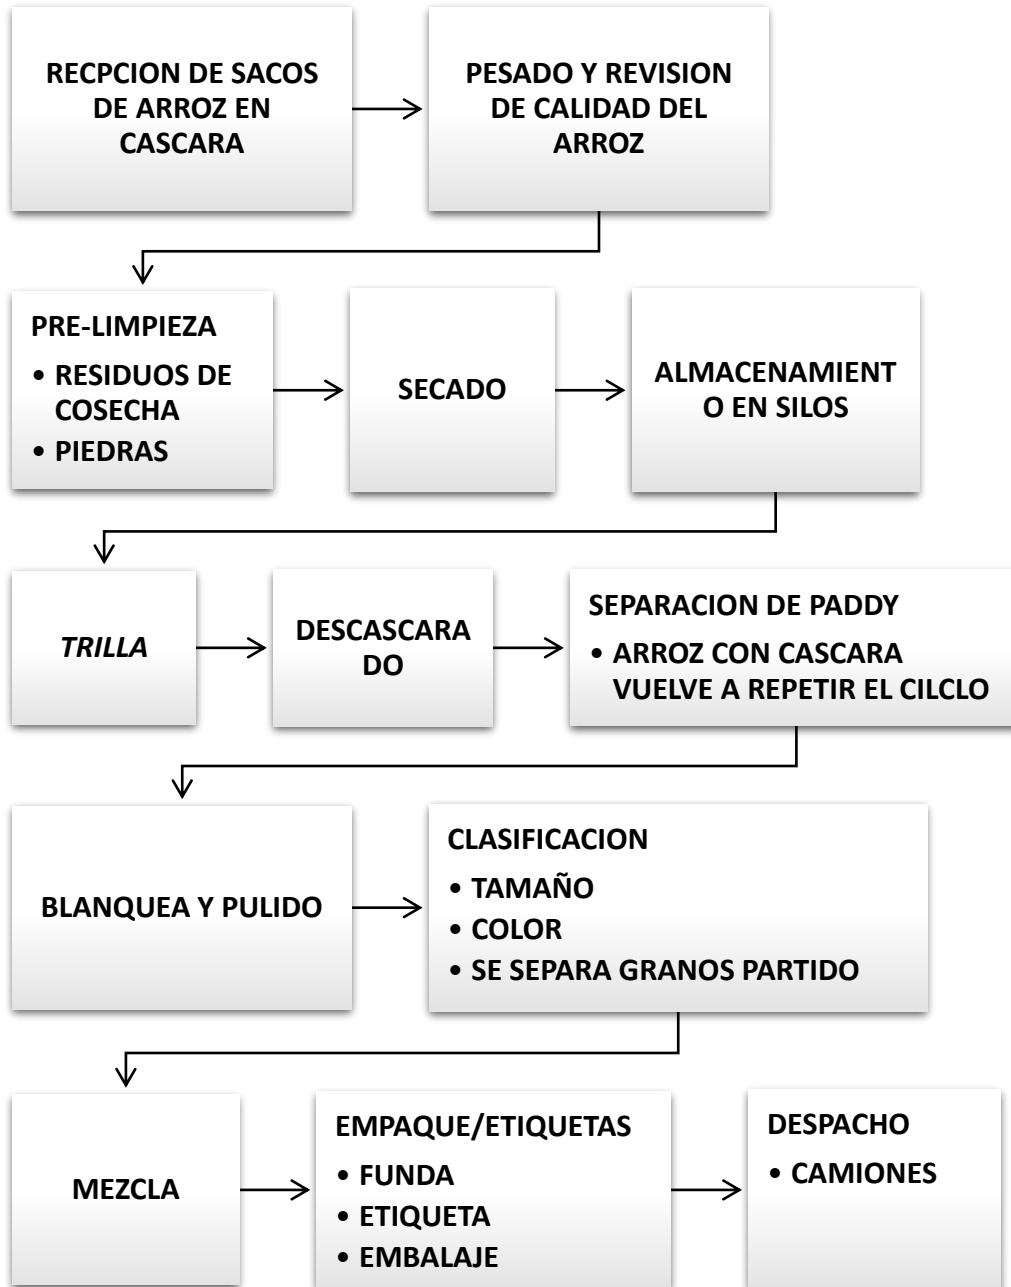 RECPCION DE SACOS
DE ARROZ EN
CASCARA
PESADO Y REVISION
DE CALIDAD DEL
ARROZ
PRE-LIMPIEZA
• RESIDUOS DE
COSECHA
• PIEDRAS
SECADO
ALMACENAMIENT
O EN SILOS
TRILLA
DESCASCARA
DO
SEPARACION DE PADDY
• ARROZ CON CASCARA
VUELVE A REPETIR EL CILCLO
BLANQUEA Y PULIDO
CLASIFICACION
• TAMAÑO
• COLOR
• SE SEPARA GRANOS PARTIDO
MEZCLA
EMPAQUE/ETIQUETAS
• FUNDA
• ETIQUETA
• EMBALAJE
DESPACHO
• CAMIONES